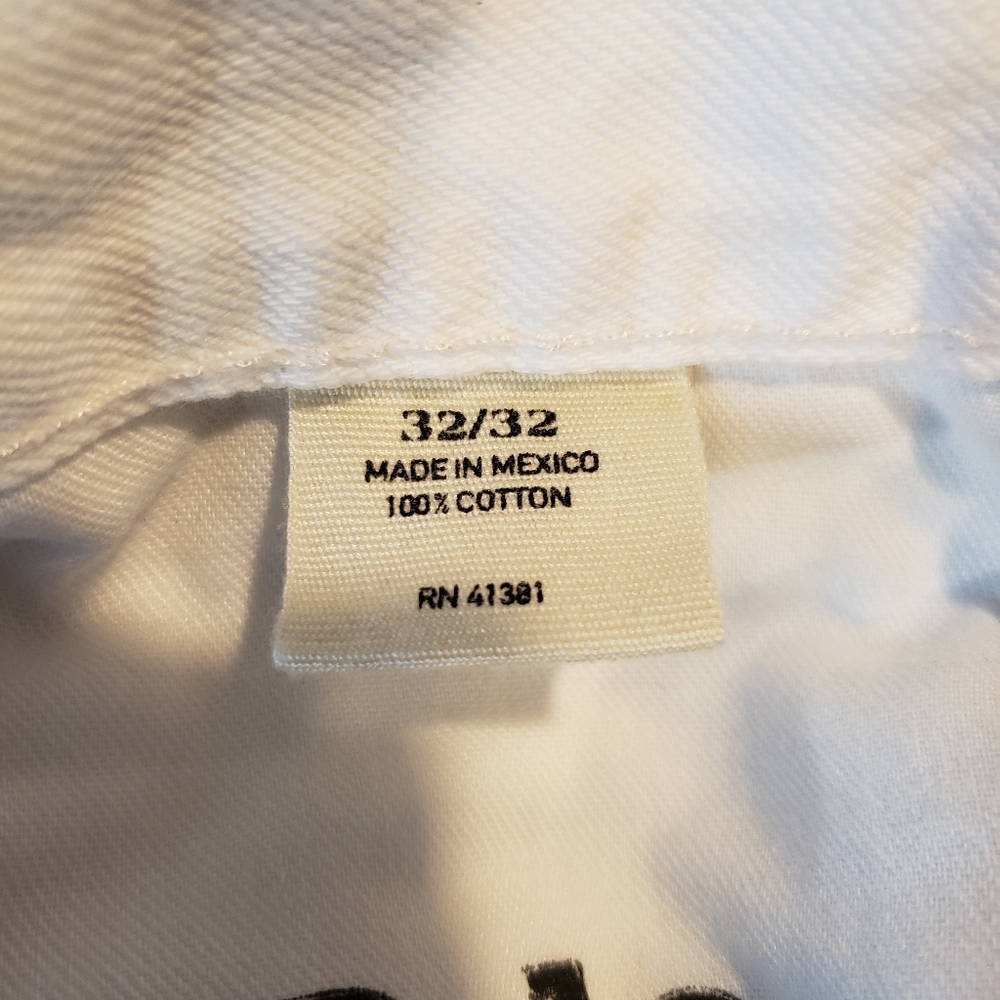 32/32
MADE IN MEXICO
100% COTTON
RN 41381